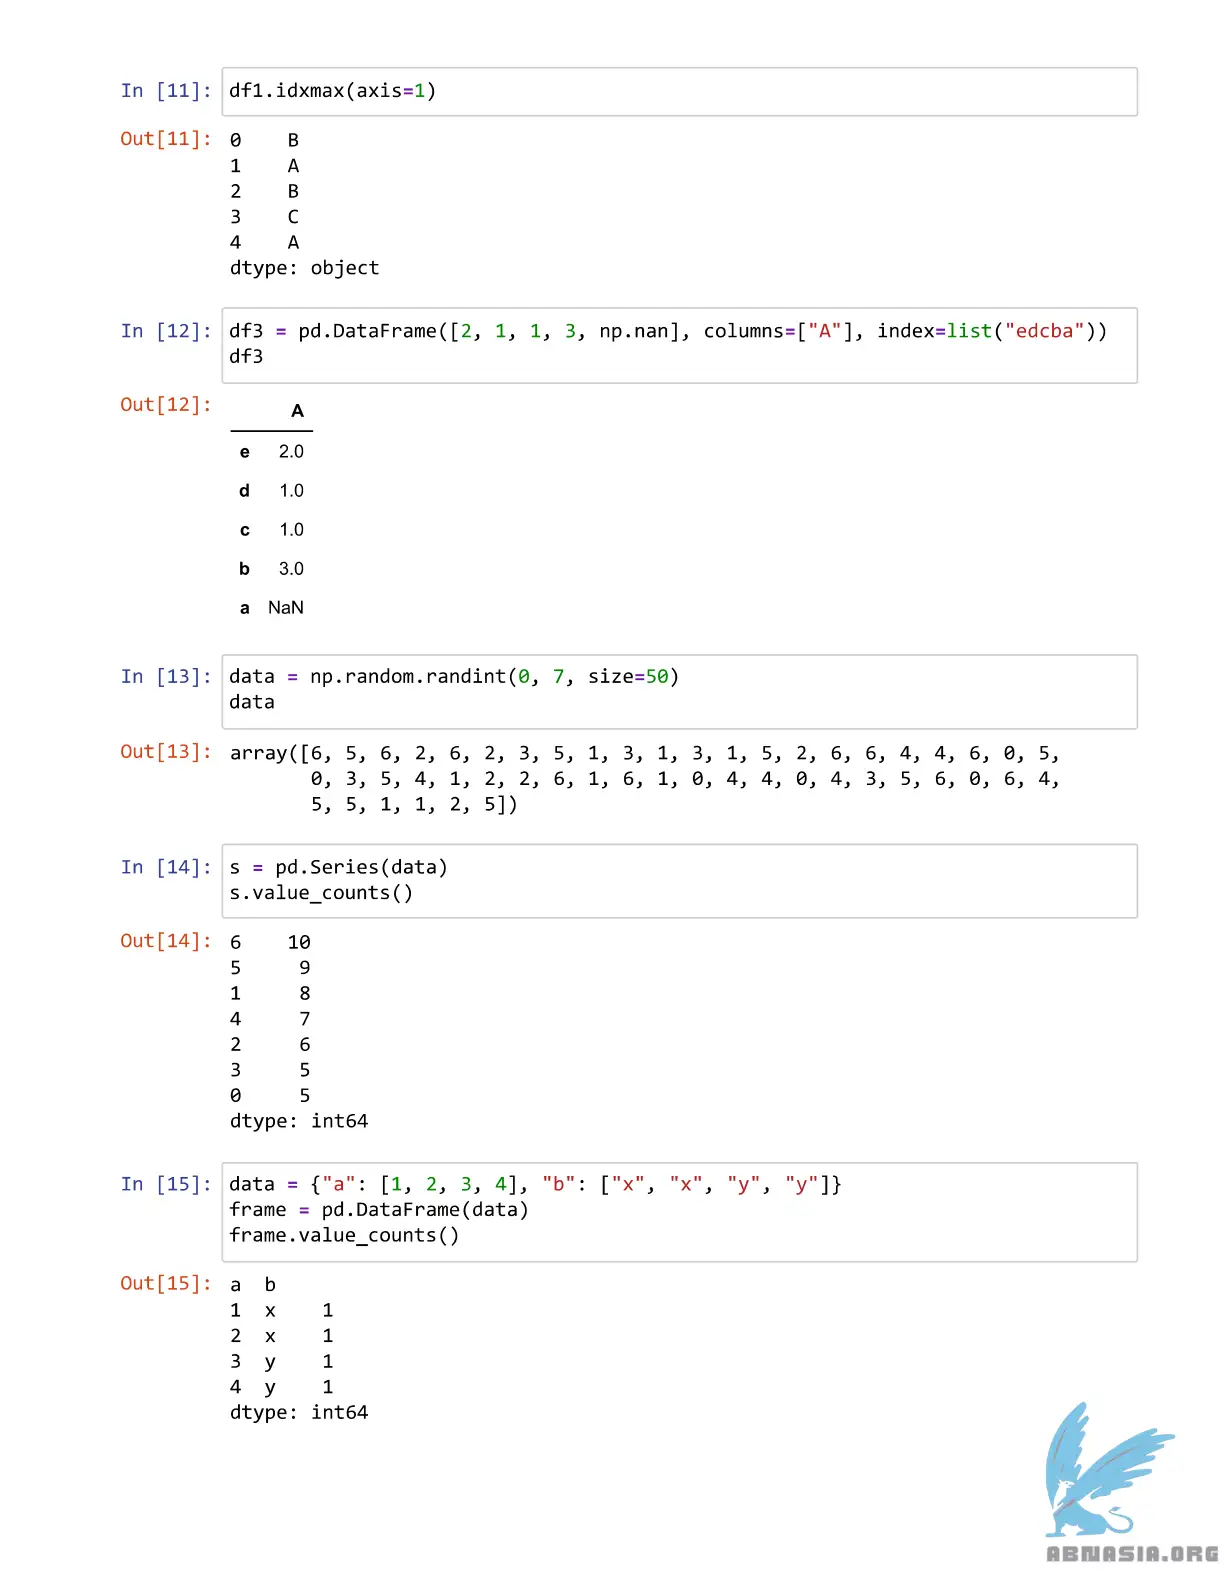 In [11]: df1.idxmax(axis=1)
Out[11]: 0    B
1    A
2    B
3    C
4    A
dtype: object
In [12]: df3 = pd.DataFrame([2, 1, 1, 3, np.nan], columns=["A"], index=list("edcba"))
df3
Out[12]: A
e 2.0
d 1.0
c 1.0
b 3.0
a NaN
In [13]: data = np.random.randint(0, 7, size=50)
data
Out[13]: array([6, 5, 6, 2, 6, 2, 3, 5, 1, 3, 1, 3, 1, 5, 2, 6, 6, 4, 4, 6, 0, 5,
0, 3, 5, 4, 1, 2, 2, 6, 1, 6, 1, 0, 4, 4, 0, 4, 3, 5, 6, 0, 6, 4,
5, 5, 1, 1, 2, 5])
In [14]: s = pd.Series(data)
s.value_counts()
Out[14]: 6    10
5     9
1     8
4     7
2     6
3     5
0     5
dtype: int64
In [15]: data = {"a": [1, 2, 3, 4], "b": ["x", "x", "y", "y"]}
frame = pd.DataFrame(data)
frame.value_counts()
Out[15]: a  b
1  x    1
2  x    1
3  y    1
4  y    1
dtype: int64
ABNASIA.ORG